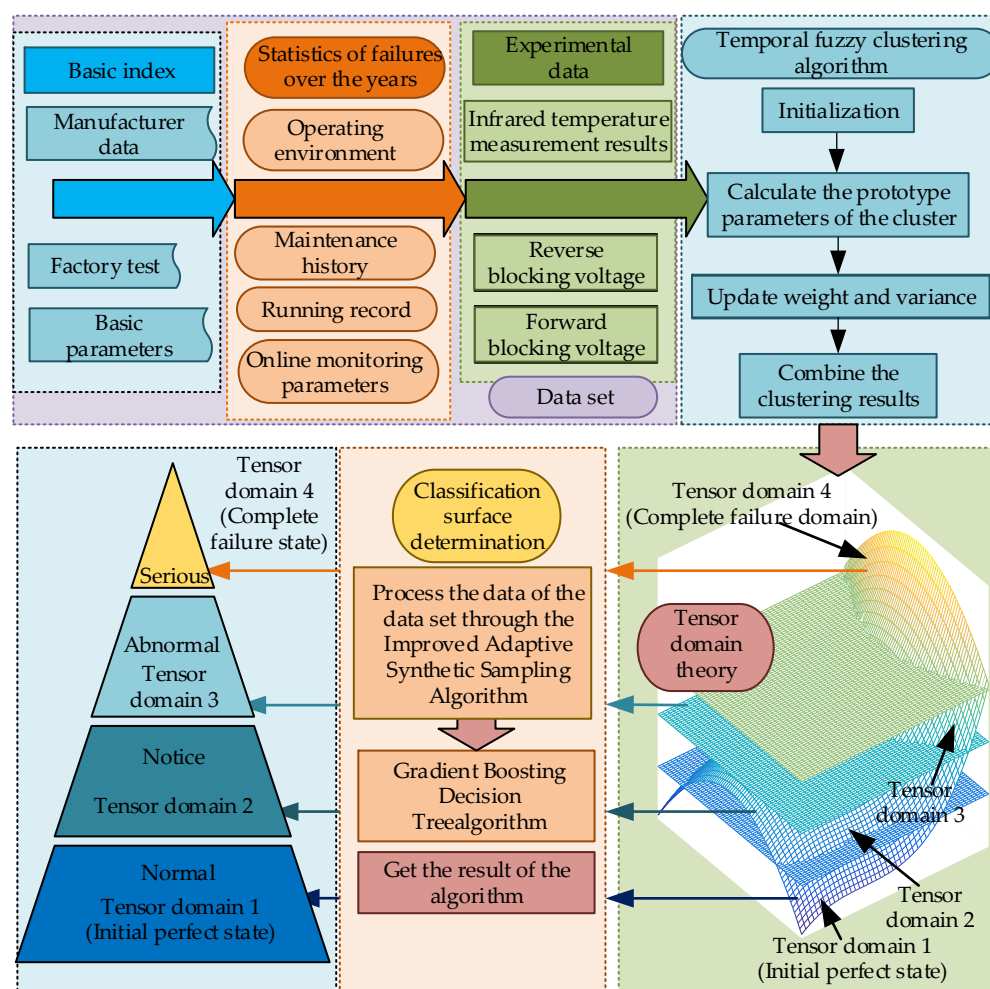 Basic index
Manufacturer
data
Factory test
Basic
parameters
Statistics of failures
over the years
Operating
environment
Maintenance
history
Running record
Online monitoring
parameters
Experimental
data
Infrared temperature
measurement results
Reverse
blocking voltage
Forward
blocking voltage
Data set
Temporal fuzzy clustering
algorithm
Initialization
Calculate the prototype
parameters of the cluster
Update weight and variance
Combine the
clustering results
Tensor
domain 4
(Complete
failure state)
Serious
Abnormal
Tensor
domain 3
Notice
Tensor domain 2
Normal
Tensor domain 1
(Initial perfect state)
Classification
surface
determination
Process the data of the
data set through the
Improved Adaptive
Synthetic Sampling
Algorithm
Gradient Boosting
Decision
Treealgorithm
Get the result of the
algorithm
Tensor domain 4
(Complete failure domain)
Tensor
domain
theory
Tensor
domain 3
Tensor
domain 2
Tensor domain 1
(Initial perfect state)